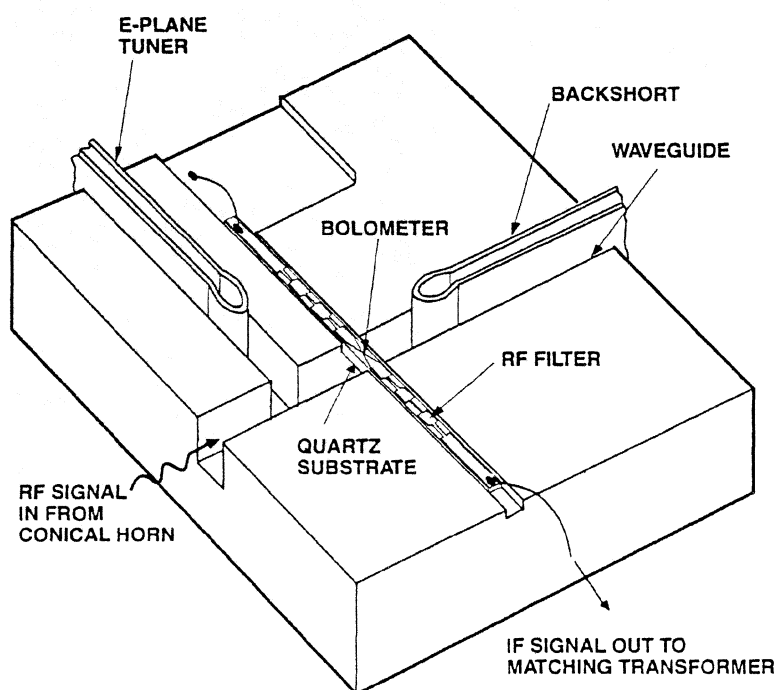 E-PLANE
TUNER
BACKSHORT
WAVEGUIDE
BOLOMETER
RF FILTER
QUARTZ
SUBSTRATE
RF SIGNAL
IN FROM
CONICAL HORN
IF SIGNAL OUT TO
MATCHING TRANSFORMER